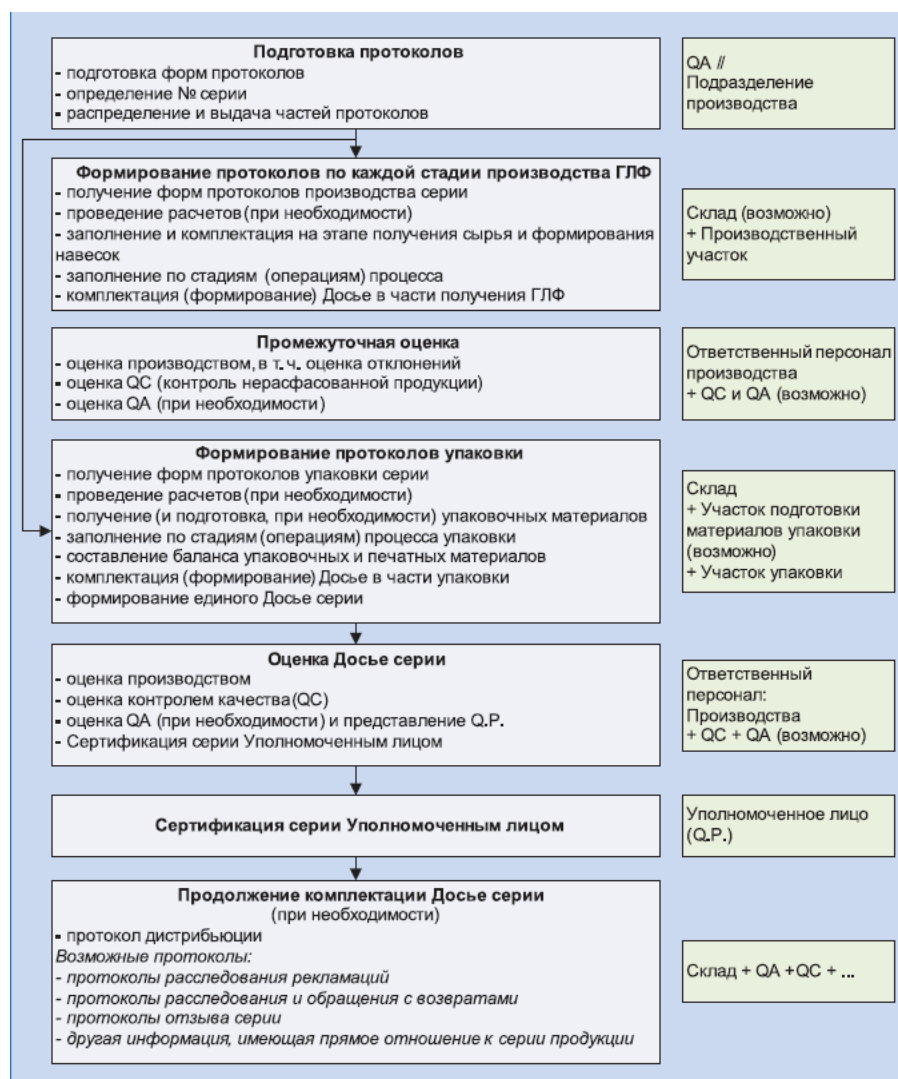 Подготовка протоколов
- подготовка форм протоколов
- определение № серии
- распределение и выдача частей протоколов
QA //
Подразделение
производства
Формирование протоколов по каждой стадии производства ГЛФ
- получение форм протоколов производства серии
- проведение расчетов (при необходимости)
- заполнение и комплектация на этапе получения сырья и формирования
навесок
- заполнение по стадиям (операциям) процесса
- комплектация (формирование) Досье в части получения ГЛФ
Склад (возможно)
+ Производственный
участок
Промежуточная оценка
- оценка производством, в т. ч. оценка отклонений
- оценка QC (контроль нерасфасованной продукции)
- оценка QA (при необходимости)
Ответственный персонал
производства
+ QC и QA (возможно)
Формирование протоколов упаковки
- получение форм протоколов упаковки серии
- проведение расчетов (при необходимости)
- получение (и подготовка, при необходимости) упаковочных материалов
- заполнение по стадиям (операциям) процесса упаковки
- составление баланса упаковочных и печатных материалов
- комплектация (формирование) Досье в части упаковки
- формирование единого Досье серии
Склад
+ Участок подготовки
материалов упаковки
(возможно)
+ Участок упаковки
Оценка Досье серии
- оценка производством
- оценка контролем качества (QC)
- оценка QA (при необходимости) и представление Q.P.
- Сертификация серии Уполномоченным лицом
Ответственный
персонал:
Производства
+ QC + QA (возможно)
Сертификация серии Уполномоченным лицом
Уполномоченное лицо
(Q.P.)
Продолжение комплектации Досье серии
(при необходимости)
- протокол дистрибьюции
Возможные протоколы:
- протоколы расследования рекламаций
- протоколы расследования и обращения с возвратами
- протоколы отзыва серии
- другая информация, имеющая прямое отношение к серии продукции
Склад + QA +QC + ...